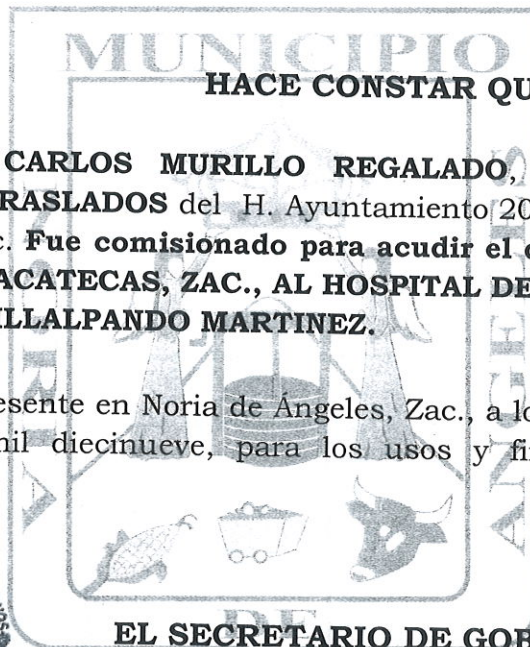 MUNICIPIO
HACE CONSTAR QU
CARLOS MURILLO REGALADO,
RASLADOS del H. Ayuntamiento 20
c. Fue comisionado para acudir el
ACATECAS, ZAC., AL HOSPITAL DE
ILLALPANDO MARTINEZ.
esente en Noria de Ángeles, Zac., a lo
mil diecinueve, para los usos y fi
DE
EL SECRETARIO DE GOB